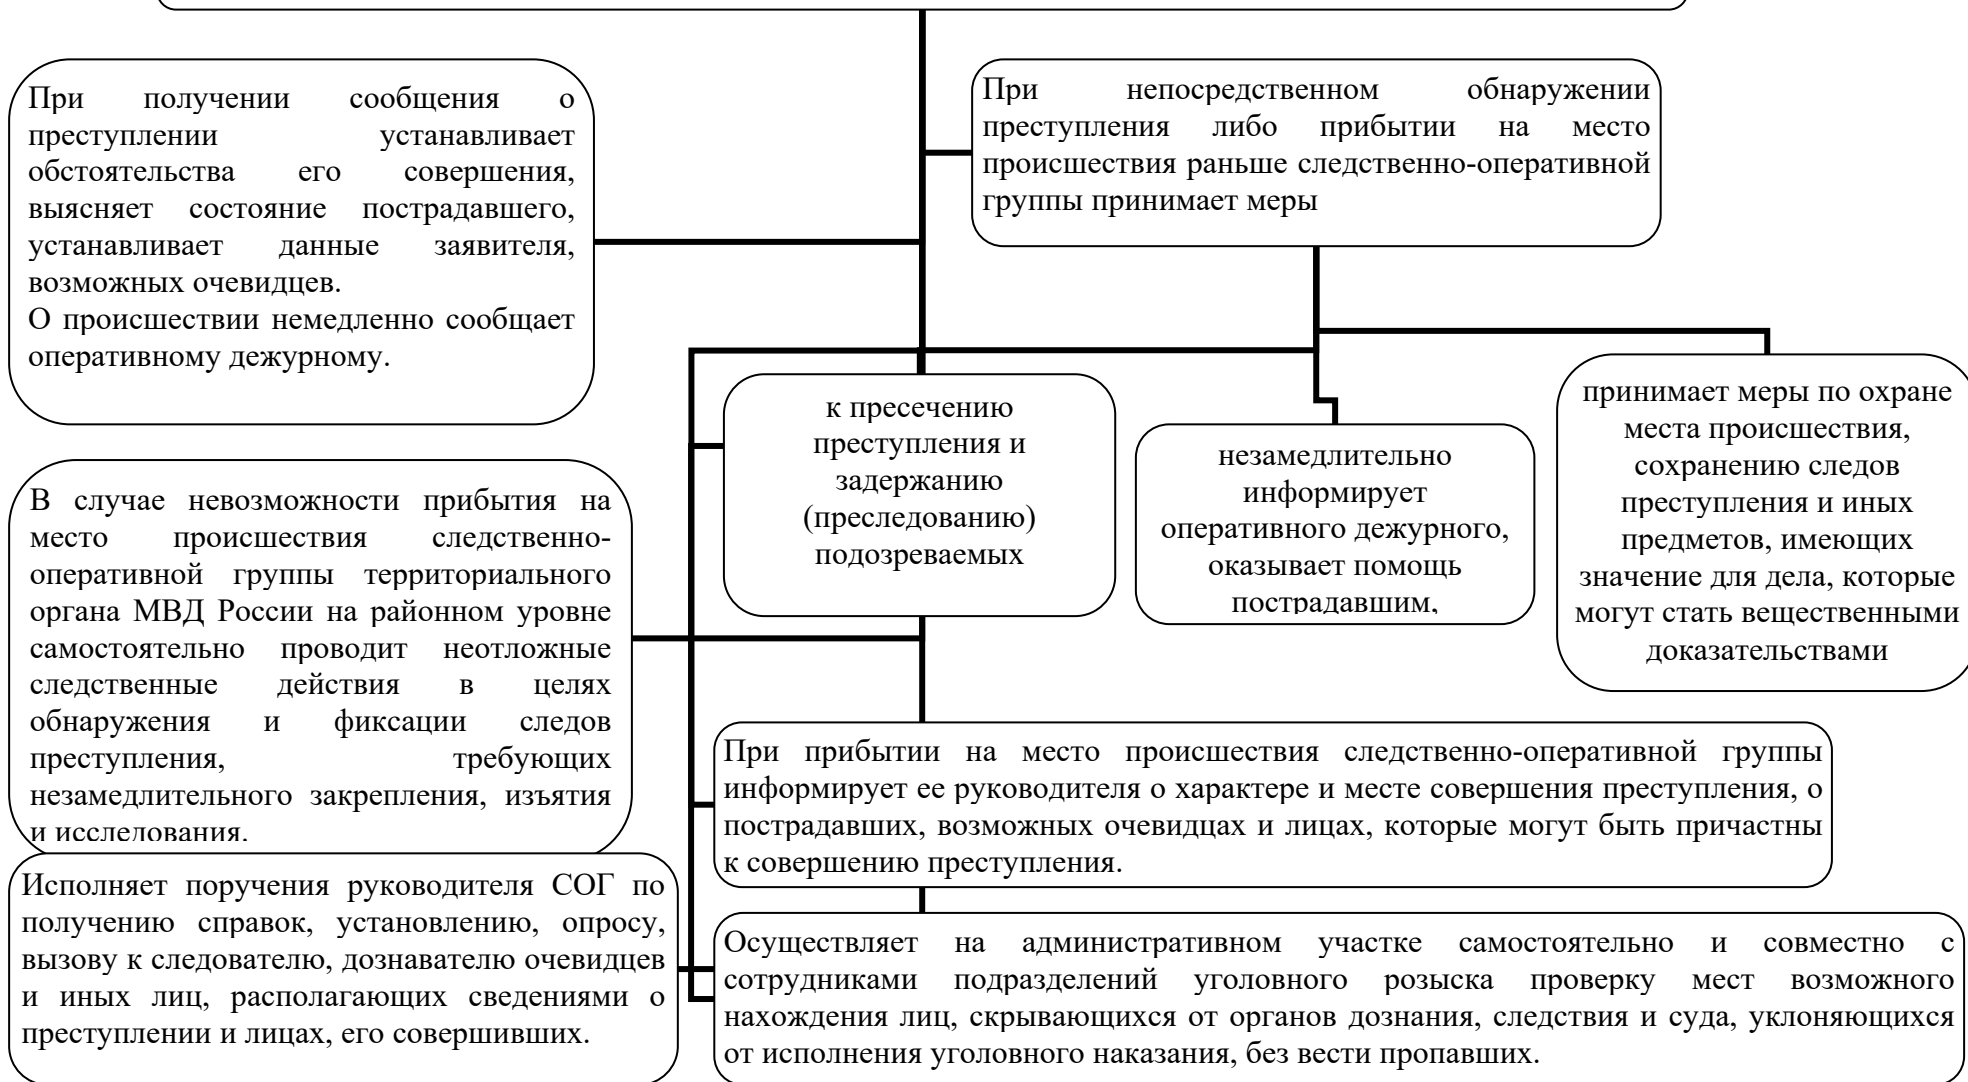 При получении сообщения о
преступлении устанавливает
обстоятельства его совершения,
выясняет состояние пострадавшего,
устанавливает данные заявителя,
возможных очевидцев.
О происшествии немедленно сообщает
оперативному дежурному.
При непосредственном обнаружении
преступления либо прибытии на место
происшествия раньше следственно-оперативной
группы принимает меры
к пресечению
преступления и
задержанию
(преследованию)
подозреваемых
незамедлительно
информирует
оперативного дежурного,
оказывает помощь
пострадавшим,
принимает меры по охране
места происшествия,
сохранению следов
преступления и иных
предметов, имеющих
значение для дела, которые
могут стать вещественными
доказательствами
В случае невозможности прибытия на
место происшествия следственно-
оперативной группы территориального
органа МВД России на районном уровне
самостоятельно проводит неотложные
следственные действия в целях
обнаружения и фиксации следов
преступления, требующих
незамедлительного закрепления, изъятия
и исследования.
При прибытии на место происшествия следственно-оперативной группы
информирует ее руководителя о характере и месте совершения преступления, о
пострадавших, возможных очевидцах и лицах, которые могут быть причастны
к совершению преступления.
Исполняет поручения руководителя СОГ по
получению справок, установлению, опросу,
вызову к следователю, дознавателю очевидцев
и иных лиц, располагающих сведениями о
преступлении и лицах, его совершивших.
Осуществляет на административном участке самостоятельно и совместно с
сотрудниками подразделений уголовного розыска проверку мест возможного
нахождения лиц, скрывающихся от органов дознания, следствия и суда, уклоняющихся
от исполнения уголовного наказания, без вести пропавших.